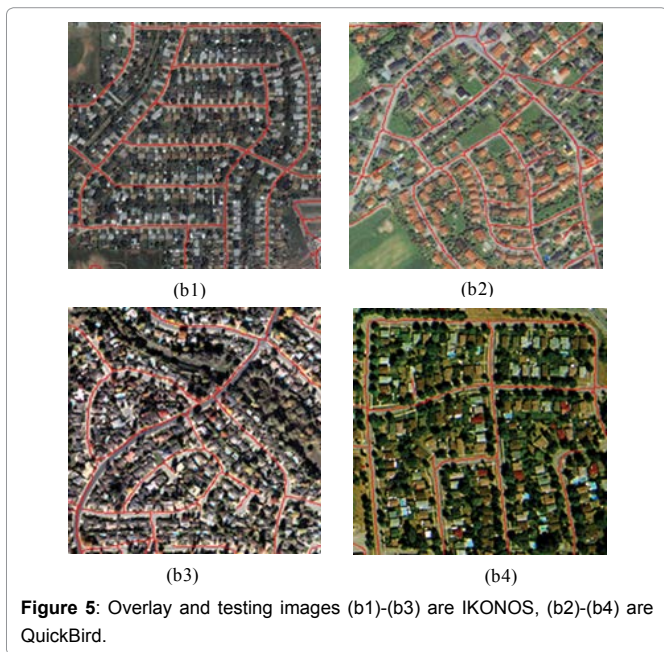 (b1)
(b2)
(b3)
(b4)
Figure 5: Overlay and testing images (b1)-(b3) are IKONOS, (b2)-(b4) are
QuickBird.